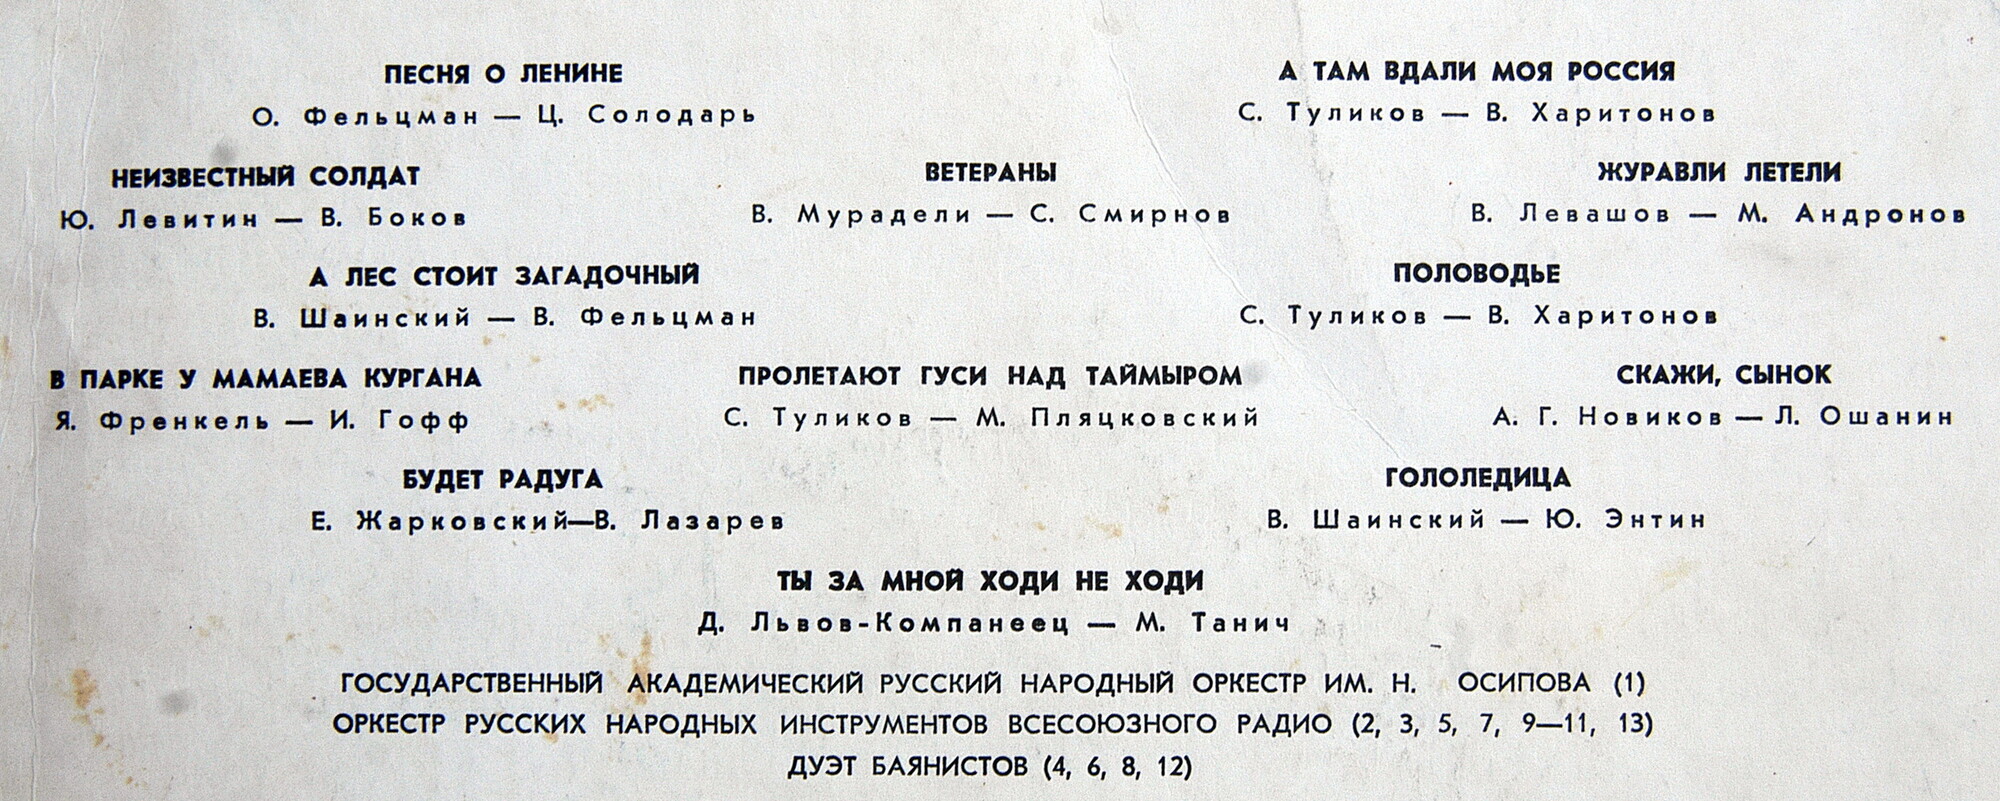 ПЕСНЯ О ЛЕНИНЕ
О. Фельцман — Ц. Солодарь
А ТАМ ВДАЛИ МОЯ РОССИЯ
С. Туликов — В. Харитонов
НЕИЗВЕСТНЫЙ СОЛДАТ
Ю. Левитин — В. Боков
ВЕТЕРАНЫ
В. Мурадели — С. Смирнов
ЖУРАВЛИ ЛЕТЕЛИ
В. Левашов — М. Андронов
А ЛЕС СТОИТ ЗАГАДОЧНЫЙ
В. Шаинский — В. Фельцман
ПОЛОВОДЬЕ
С. Туликов — В. Харитонов
В ПАРКЕ У МАМАЕВА КУРГАНА
Я. Френкель — И. Гофф
ПРОЛЕТАЮТ ГУСИ НАД ТАЙМЫРОМ
С. Туликов — М. Пляцковский
СКАЖИ, СЫНОК
А. Г. Новиков — Л. Ошанин
БУДЕТ РАДУГА
Е. Жарковский—В. Лазарев
ГОЛОЛЕДИЦА
В. Шаинский — Ю. Энтин
ТЫ ЗА МНОЙ ХОДИ НЕ ХОДИ
Д. Львов-Компанеец — М. Танич
ГОСУДАРСТВЕННЫЙ АКАДЕМИЧЕСКИЙ РУССКИЙ НАРОДНЫЙ ОРКЕСТР ИМ. Н. ОСИПОВА (1)
ОРКЕСТР РУССКИХ НАРОДНЫХ ИНСТРУМЕНТОВ ВСЕСОЮЗНОГО РАДИО (2, 3, 5, 7, 9—11, 13)
ДУЭТ БАЯНИСТОВ (4, 6, 8, 12)